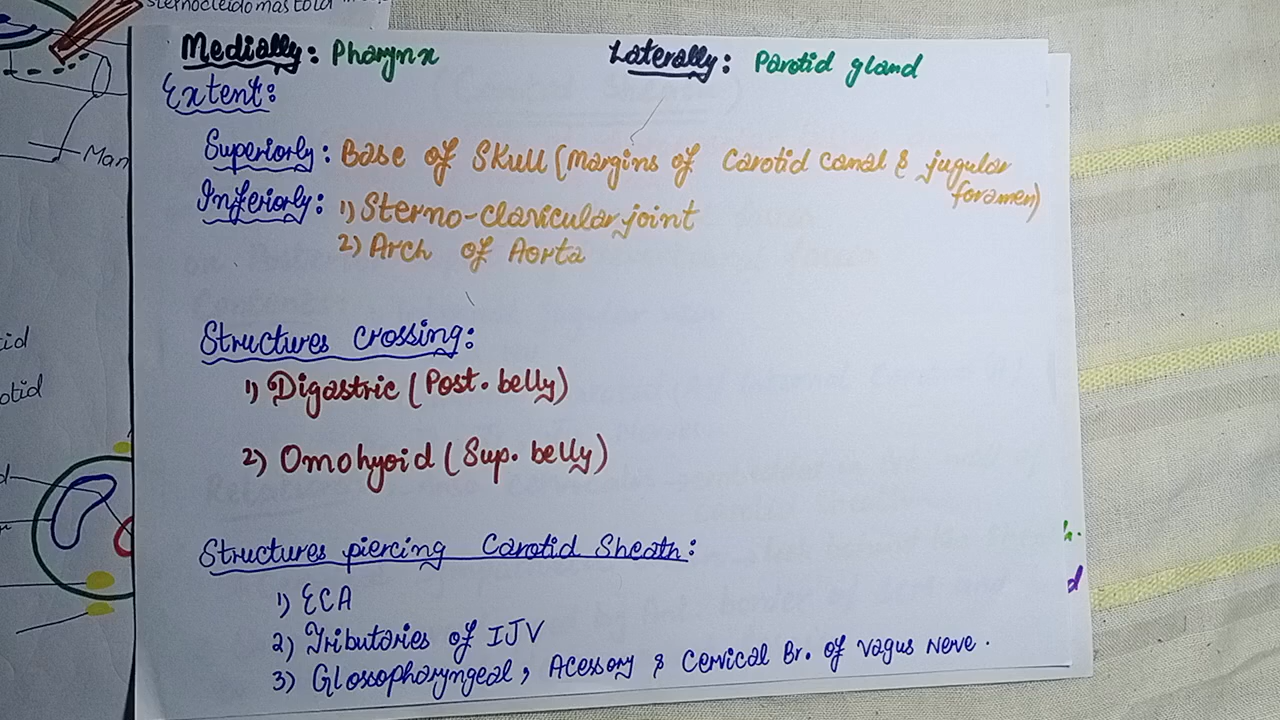 sternocleidomastoid
Medially: Pharynx Laterally: Parotid gland
Extent:
Superiorly: Base of Skull (Margins of Carotid canal & jugular
foramen)
Inferiorly: 1) Sterno-clavicular joint
2) Arch of Aorta
Man
Structures crossing:
1) Digastric (Post. belly)
2) Omohyoid (Sup. belly)
Structures piercing Carotid Sheath:
1) ECA
2) Tributaries of IJV
3) Glossopharyngeal, Acessory & Cervical Br. of vagus Nerve.